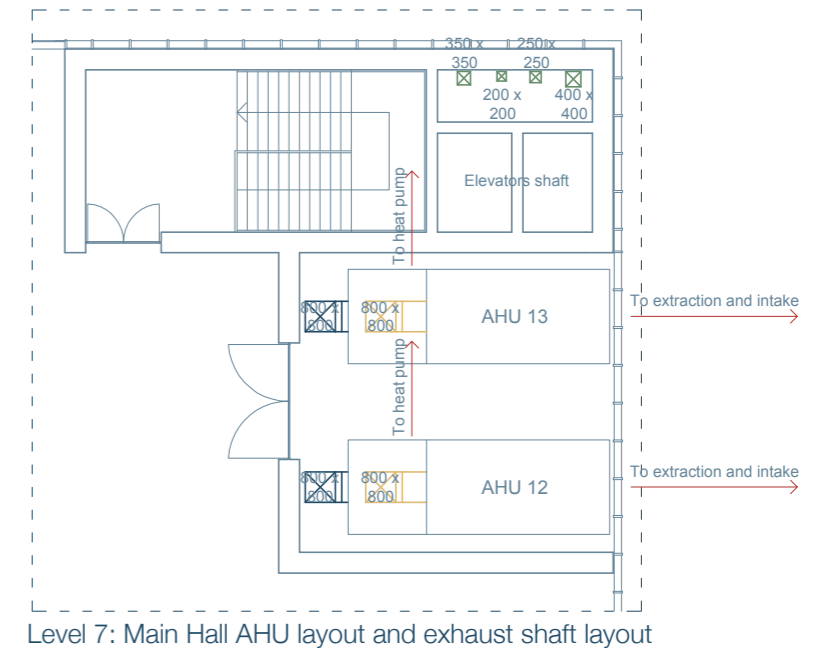 350 x
350
250 x
250
200 x
200
400 x
400
Elevators shaft
To heat pump
800 x
800
800 x
800
AHU 13
To extraction and intake
To heat pump
800 x
800
800 x
800
AHU 12
To extraction and intake
Level 7: Main Hall AHU layout and exhaust shaft layout